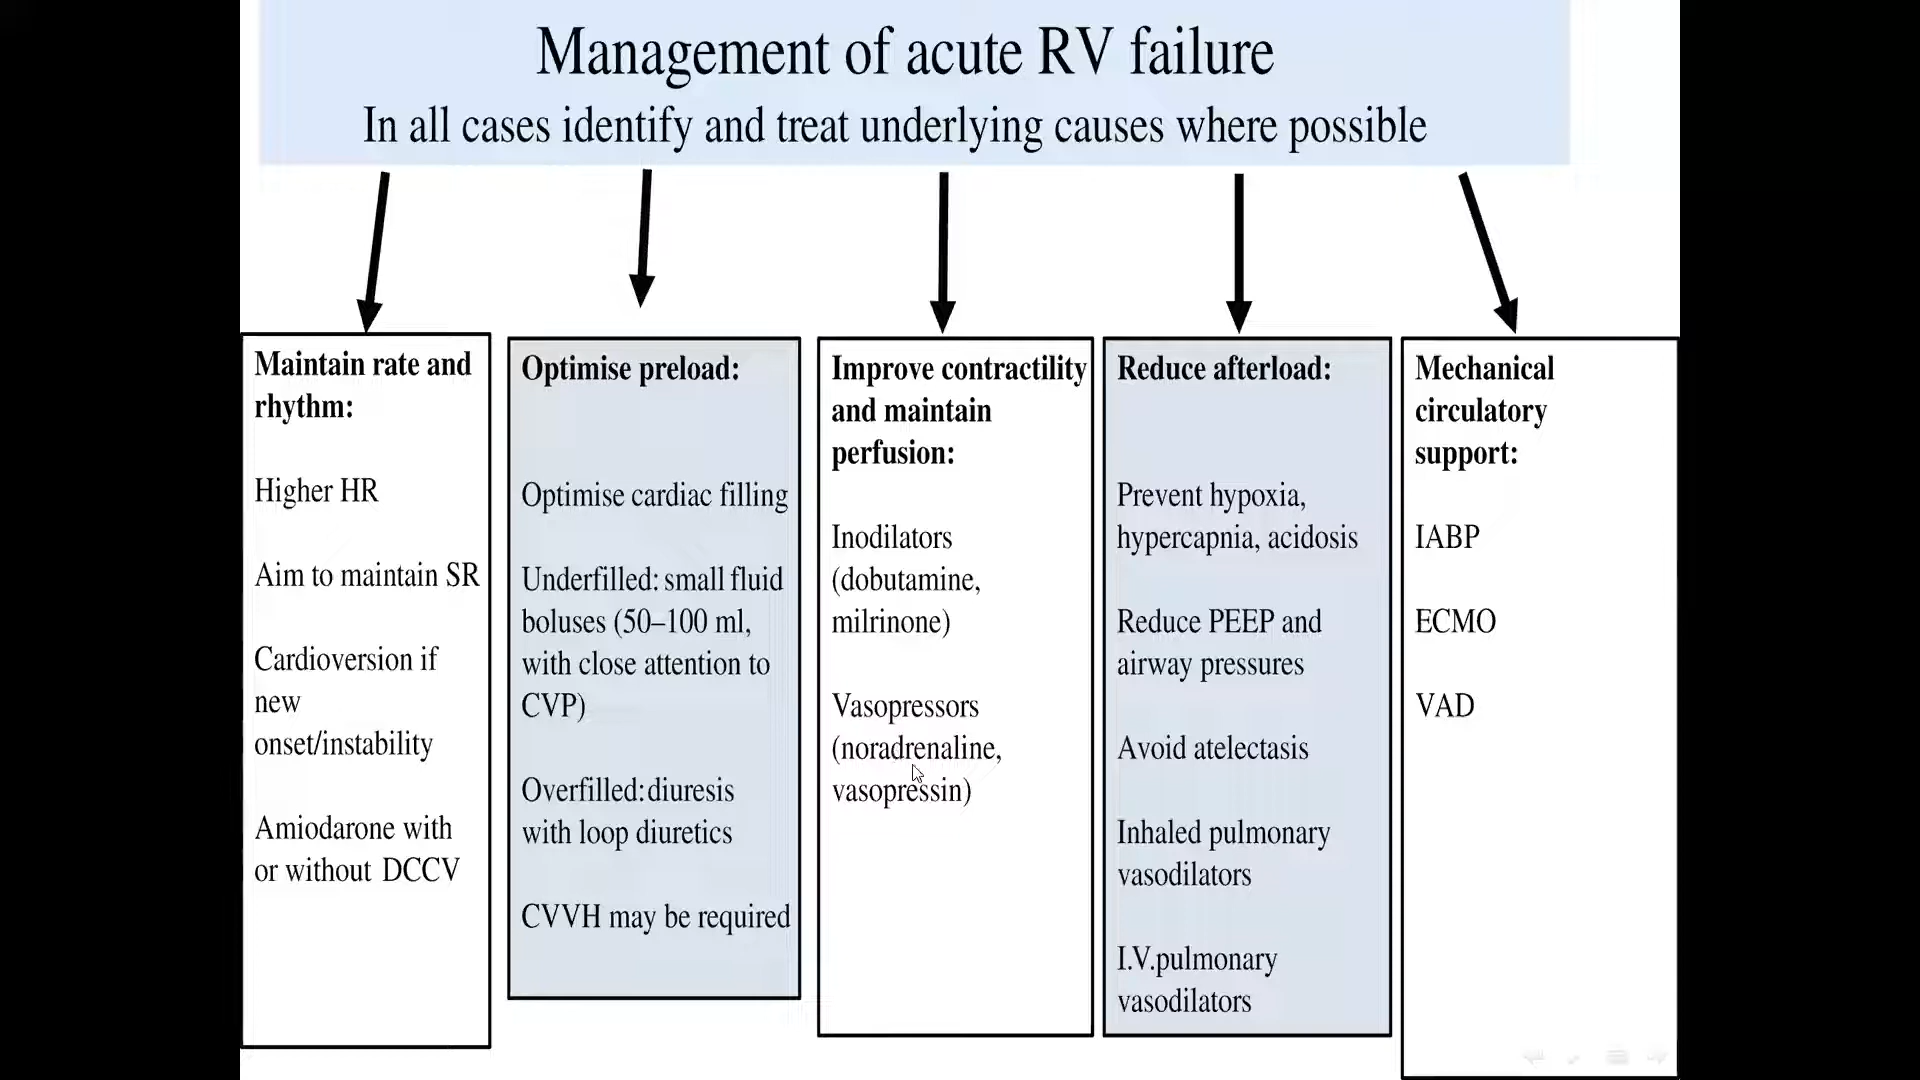 Management of acute RV failure
In all cases identify and treat underlying causes where possible
Maintain rate and
rhythm:
Higher HR
Aim to maintain SR
Cardioversion if
new
onset/instability
Amiodarone with
or without DCCV
Optimise preload:
Optimise cardiac filling
Underfilled: small fluid
boluses (50–100 ml,
with close attention to
CVP)
Overfilled: diuresis
with loop diuretics
CVVH may be required
Improve contractility
and maintain
perfusion:
Inodilators
(dobutamine,
milrinone)
Vasopressors
(noradrenaline,
vasopressin)
Reduce afterload:
Prevent hypoxia,
hypercapnia, acidosis
Reduce PEEP and
airway pressures
Avoid atelectasis
Inhaled pulmonary
vasodilators
I.V.pulmonary
vasodilators
Mechanical
circulatory
support:
IABP
ECMO
VAD